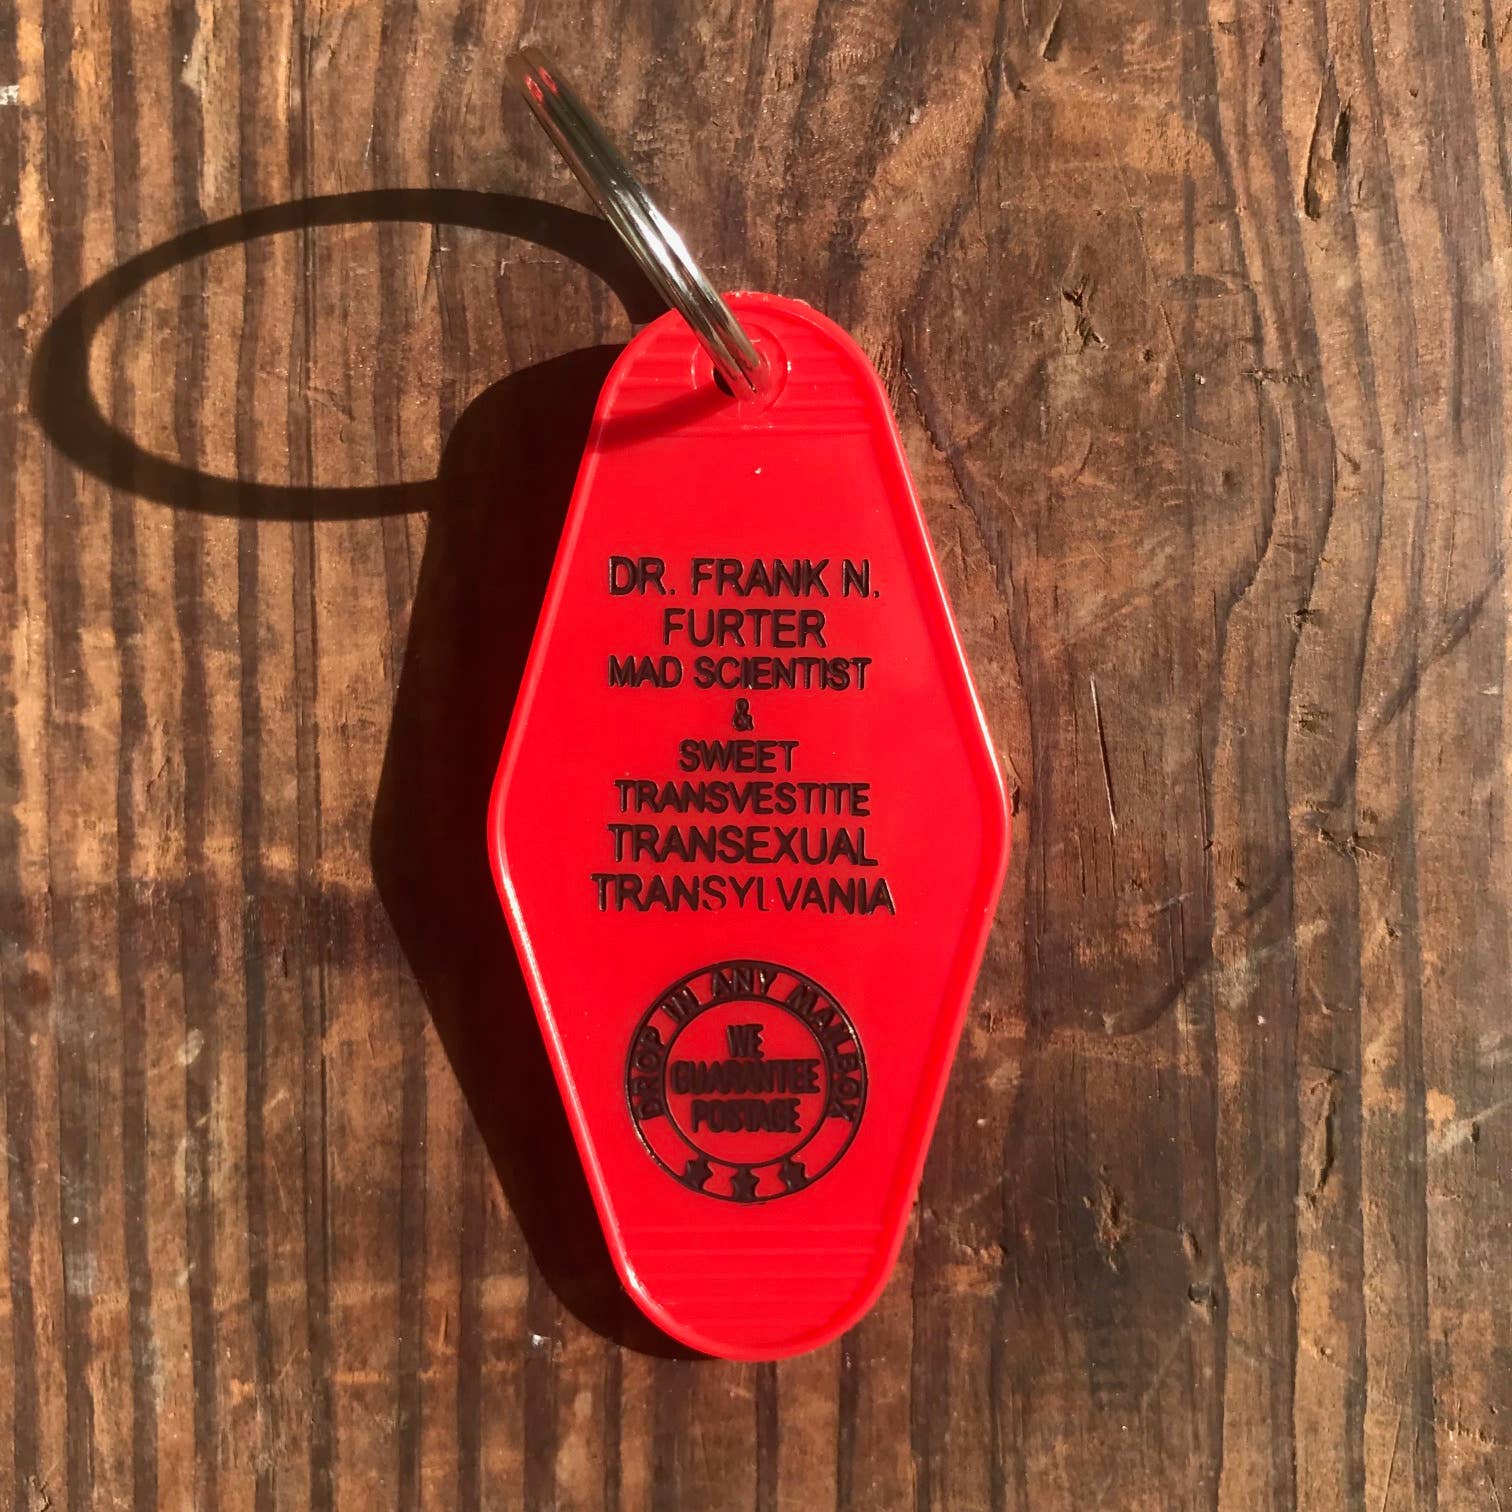 DR. FRANK N.
FURTER
MAD SCIENTIST
&
SWEET
TRANSVESTITE
TRANSEXUAL
TRANSYLVANIA
DROP IN ANY MAILBOX
WE
GUARANTEE
POSTAGE